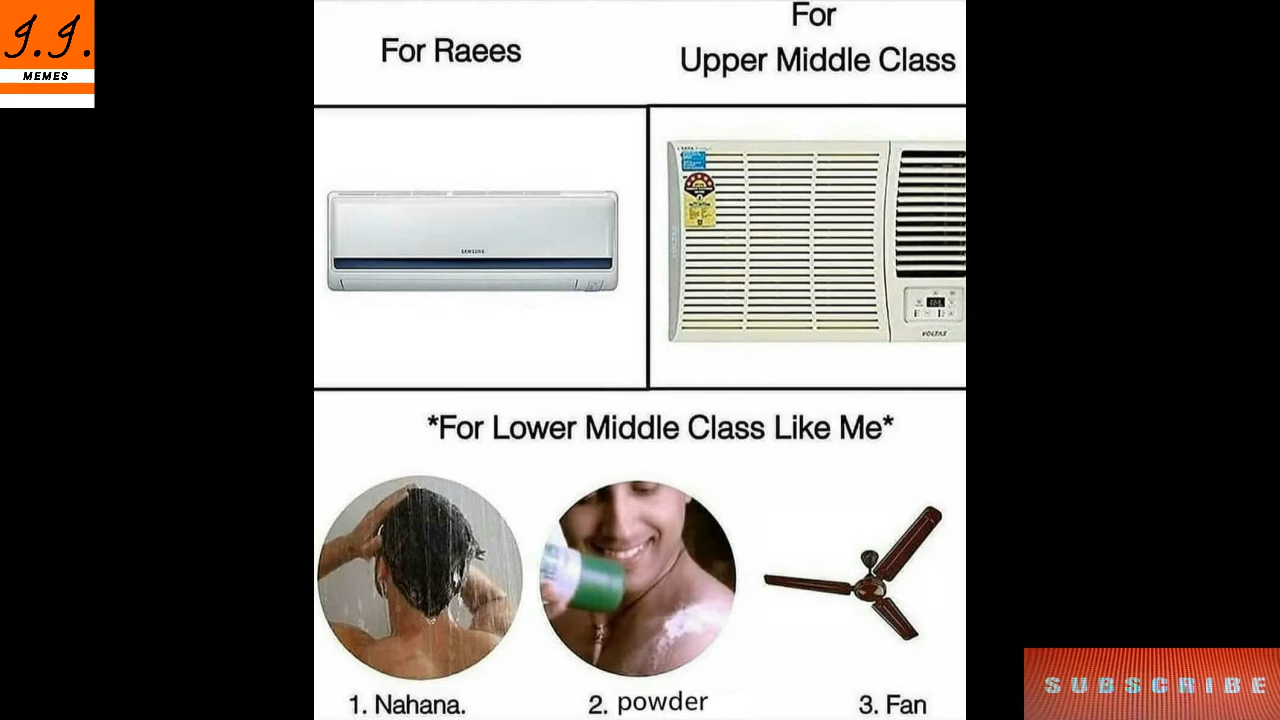 J.J.
MEMES
For Raees
For
Upper Middle Class
SAMSUNG
VOLTAS
*For Lower Middle Class Like Me*
1. Nahana.
2. powder
3. Fan
SUBSCRIBE